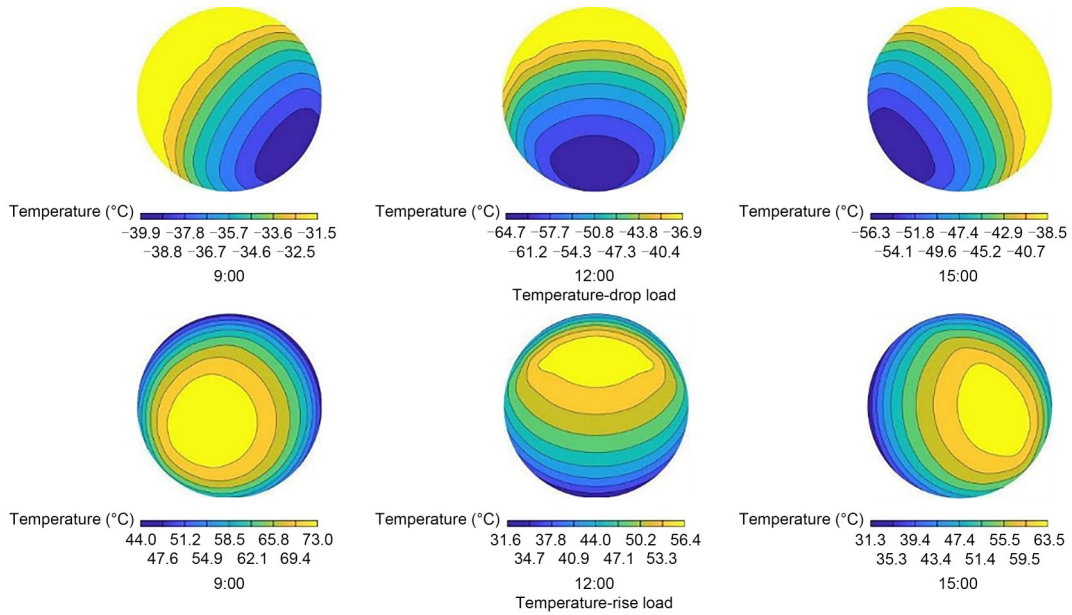 Temperature (°C)
−39.9 −37.8 −35.7 −33.6 −31.5
−38.8 −36.7 −34.6 −32.5
9:00
Temperature (°C)
−64.7 −57.7 −50.8 −43.8 −36.9
−61.2 −54.3 −47.3 −40.4
12:00
Temperature (°C)
−56.3 −51.8 −47.4 −42.9 −38.5
−54.1 −49.6 −45.2 −40.7
15:00
Temperature-drop load
Temperature (°C)
44.0 51.2 58.5 65.8 73.0
47.6 54.9 62.1 69.4
9:00
Temperature (°C)
31.6 37.8 44.0 50.2 56.4
34.7 40.9 47.1 53.3
12:00
Temperature (°C)
31.3 39.4 47.4 55.5 63.5
35.3 43.4 51.4 59.5
15:00
Temperature-rise load